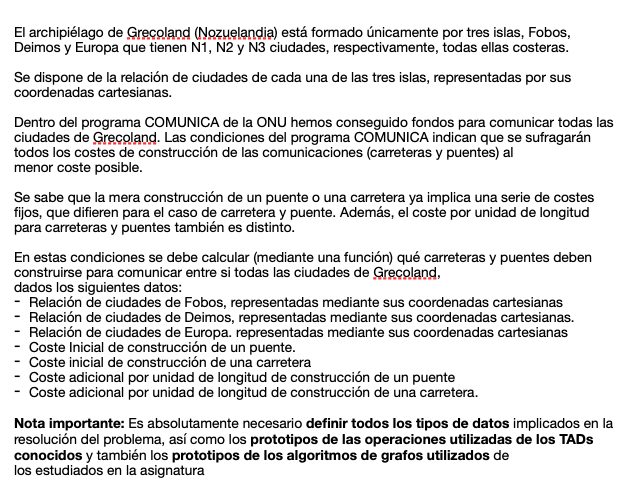 El archipiélago de Grecoland (Nozuelandia) está formado únicamente por tres islas, Fobos,
Deimos y Europa que tienen N1, N2 y N3 ciudades, respectivamente, todas ellas costeras.
Se dispone de la relación de ciudades de cada una de las tres islas, representadas por sus
coordenadas cartesianas.
Dentro del programa COMUNICA de la ONU hemos conseguido fondos para comunicar todas las
ciudades de Grecoland. Las condiciones del programa COMUNICA indican que se sufragarán
todos los costes de construcción de las comunicaciones (carreteras y puentes) al
menor coste posible.
Se sabe que la mera construcción de un puente o una carretera ya implica una serie de costes
fijos, que difieren para el caso de carretera y puente. Además, el coste por unidad de longitud
para carreteras y puentes también es distinto.
En estas condiciones se debe calcular (mediante una función) qué carreteras y puentes deben
construirse para comunicar entre si todas las ciudades de Grecoland,
dados los siguientes datos:
- Relación de ciudades de Fobos, representadas mediante sus coordenadas cartesianas
- Relación de ciudades de Deimos, representadas mediante sus coordenadas cartesianas.
- Relación de ciudades de Europa. representadas mediante sus coordenadas cartesianas
- Coste Inicial de construcción de un puente.
- Coste inicial de construcción de una carretera
- Coste adicional por unidad de longitud de construcción de un puente
- Coste adicional por unidad de longitud de construcción de una carretera.
Nota importante: Es absolutamente necesario definir todos los tipos de datos implicados en la
resolución del problema, así como los prototipos de las operaciones utilizadas de los TADs
conocidos y también los prototipos de los algoritmos de grafos utilizados de
los estudiados en la asignatura